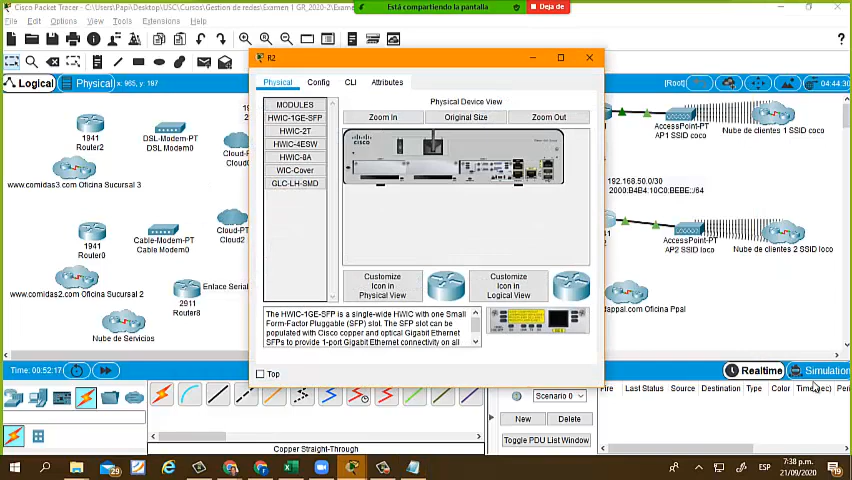 Cisco Packet Tracer - C:\Users\Papi\Desktop\USC\Cursos\Gestion de redes\Examen 1 GR_2020-2\Examen
Está compartiendo la pantalla
Deja de
File Edit Options View Tools Extensions Help
R2
Logical
Physical
x: 965, y: 197
[Root]
04:44:30
Physical Config CLI Attributes
MODULES
HWIC-1GE-SFP
HWIC-2T
HWIC-4ESW
HWIC-8A
WIC-Cover
GLC-LH-SMD
Physical Device View
Zoom In
Original Size
Zoom Out
CISCO
Customize
Icon in
Physical View
Customize
Icon in
Logical View
The HWIC-1GE-SFP is a single-wide HWIC with one Small
Form-Factor Pluggable (SFP) slot. The SFP slot can be
populated with Cisco copper and optical Gigabit Ethernet
SFPs to provide 1-port Gigabit Ethernet connectivity on all
Top
1941
Router2
DSL-Modem-PT
DSL Modem0
Cloud-P
www.comidas3.com Oficina Sucursal 3
1941
Router0
Cable-Modem-PT
Cable Modem0
Cloud-P
Cloud2
www.comidas2.com Oficina Sucursal 2
2911
Router8
Enlace Serial
Nube de Servicios
AccessPoint-PT
AP1 SSID coco
Nube de clientes 1 SSID coco
192.168.50.0/30
2000:B4B4:10C0:BEBE::/64
AccessPoint-PT
AP2 SSID loco
Nube de clientes 2 SSID loco
Oficina Ppal
Time: 00:52:17
Realtime
Simulation
Scenario 0
New
Delete
Toggle PDU List Window
Fire Last Status Source Destination Type Color Time(sec) Peri
Copper Straight-Through
29
ESP
7:38 p.m.
21/09/2020